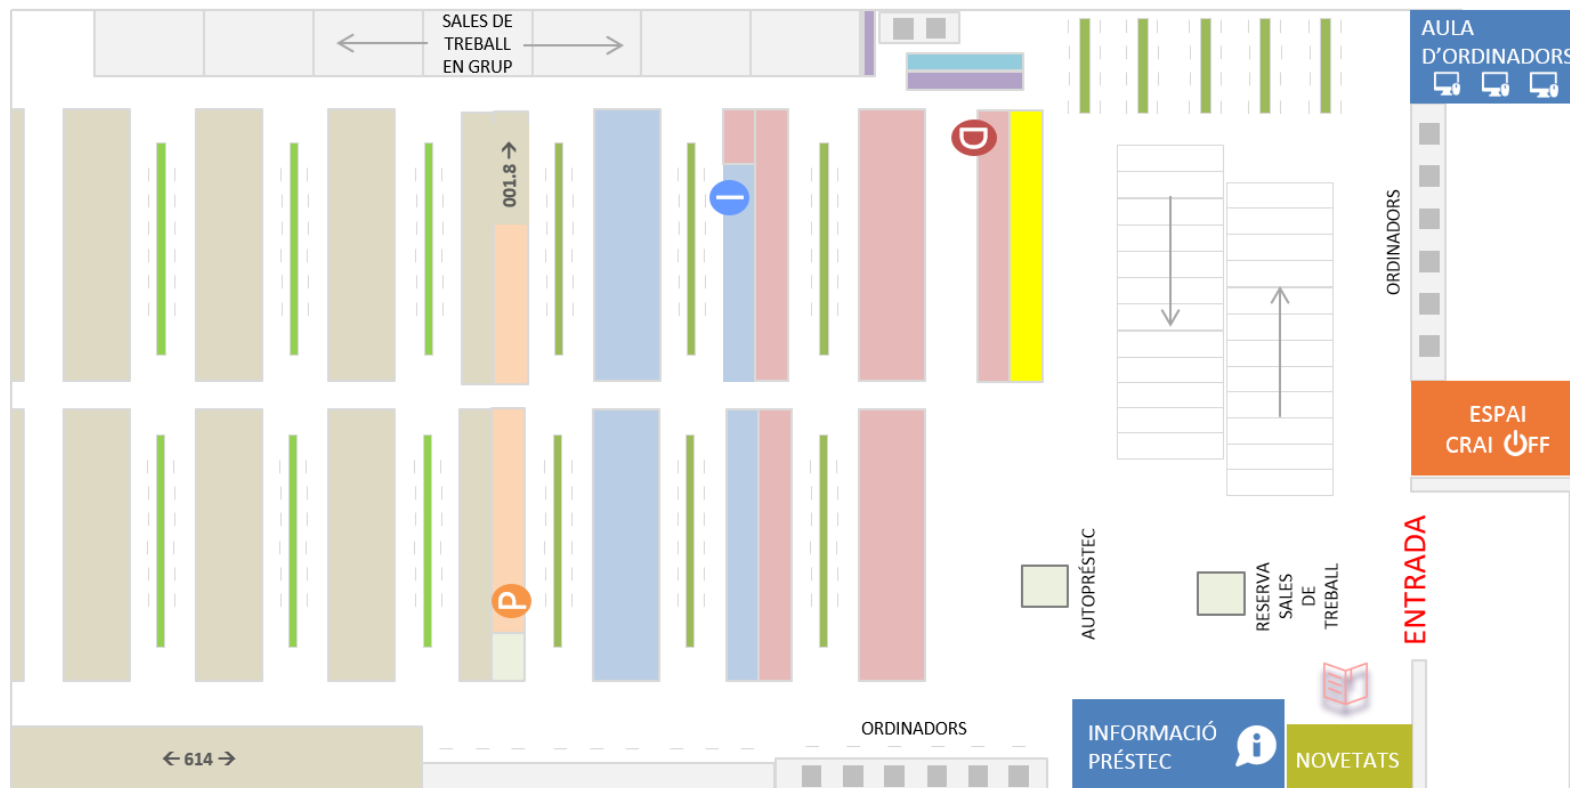 SALES DE
TREBALL
EN GRUP
AULA
D'ORDINADORS
001.8 →
D
I
ORDINADORS
ESPAI
CRAI OFF
P
AUTOPRÉSTEC
RESERVA
SALES
DE
TREBALL
ENTRADA
← 614 →
ORDINADORS
INFORMACIÓ
PRÉSTEC
i
NOVETATS